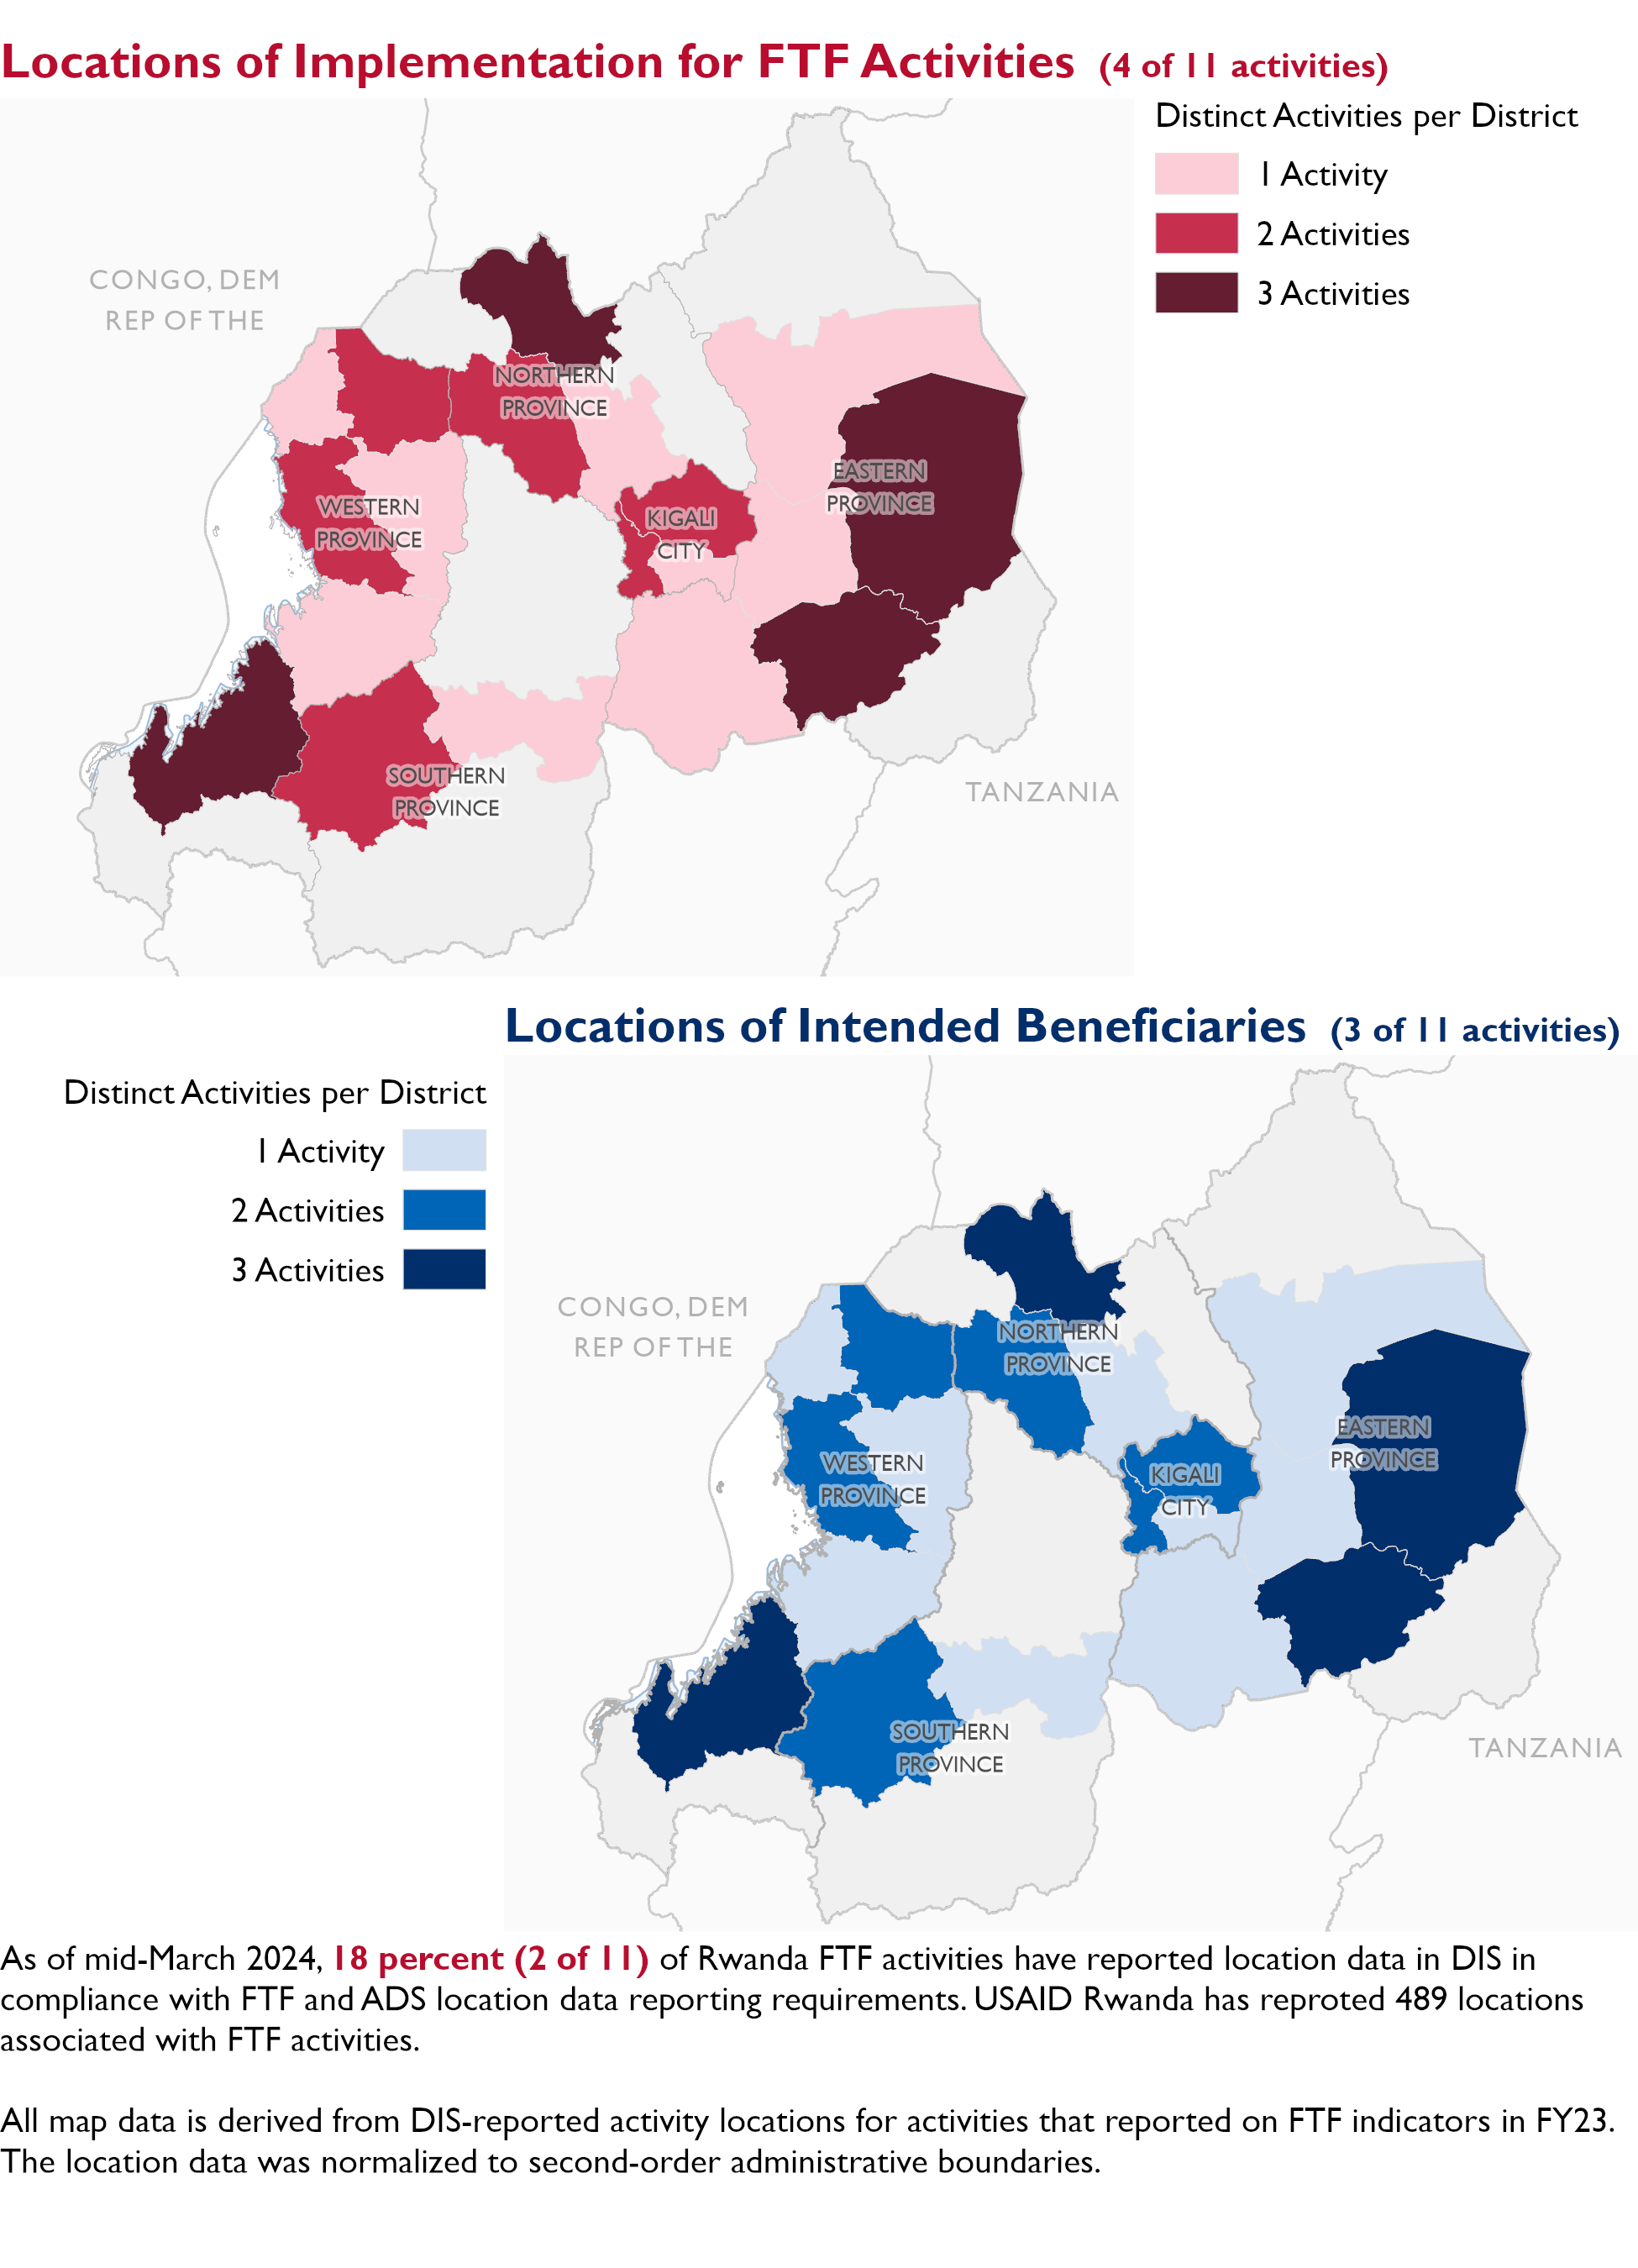 Locations of Implementation for FTF Activities (4 of 11 activities)
Distinct Activities per District
1 Activity
2 Activities
3 Activities
CONGO, DEM
REP OF THE
NORTHERN
PROVINCE
EASTERN
PROVINCE
WESTERN
PROVINCE
KIGALI
CITY
SOUTHERN
PROVINCE
TANZANIA
Locations of Intended Beneficiaries (3 of 11 activities)
Distinct Activities per District
1 Activity
2 Activities
3 Activities
CONGO, DEM
REP OF THE
NORTHERN
PROVINCE
EASTERN
PROVINCE
WESTERN
PROVINCE
KIGALI
CITY
SOUTHERN
PROVINCE
TANZANIA
As of mid-March 2024, 18 percent (2 of 11) of Rwanda FTF activities have reported location data in DIS in
compliance with FTF and ADS location data reporting requirements. USAID Rwanda has reproted 489 locations
associated with FTF activities.
All map data is derived from DIS-reported activity locations for activities that reported on FTF indicators in FY23.
The location data was normalized to second-order administrative boundaries.